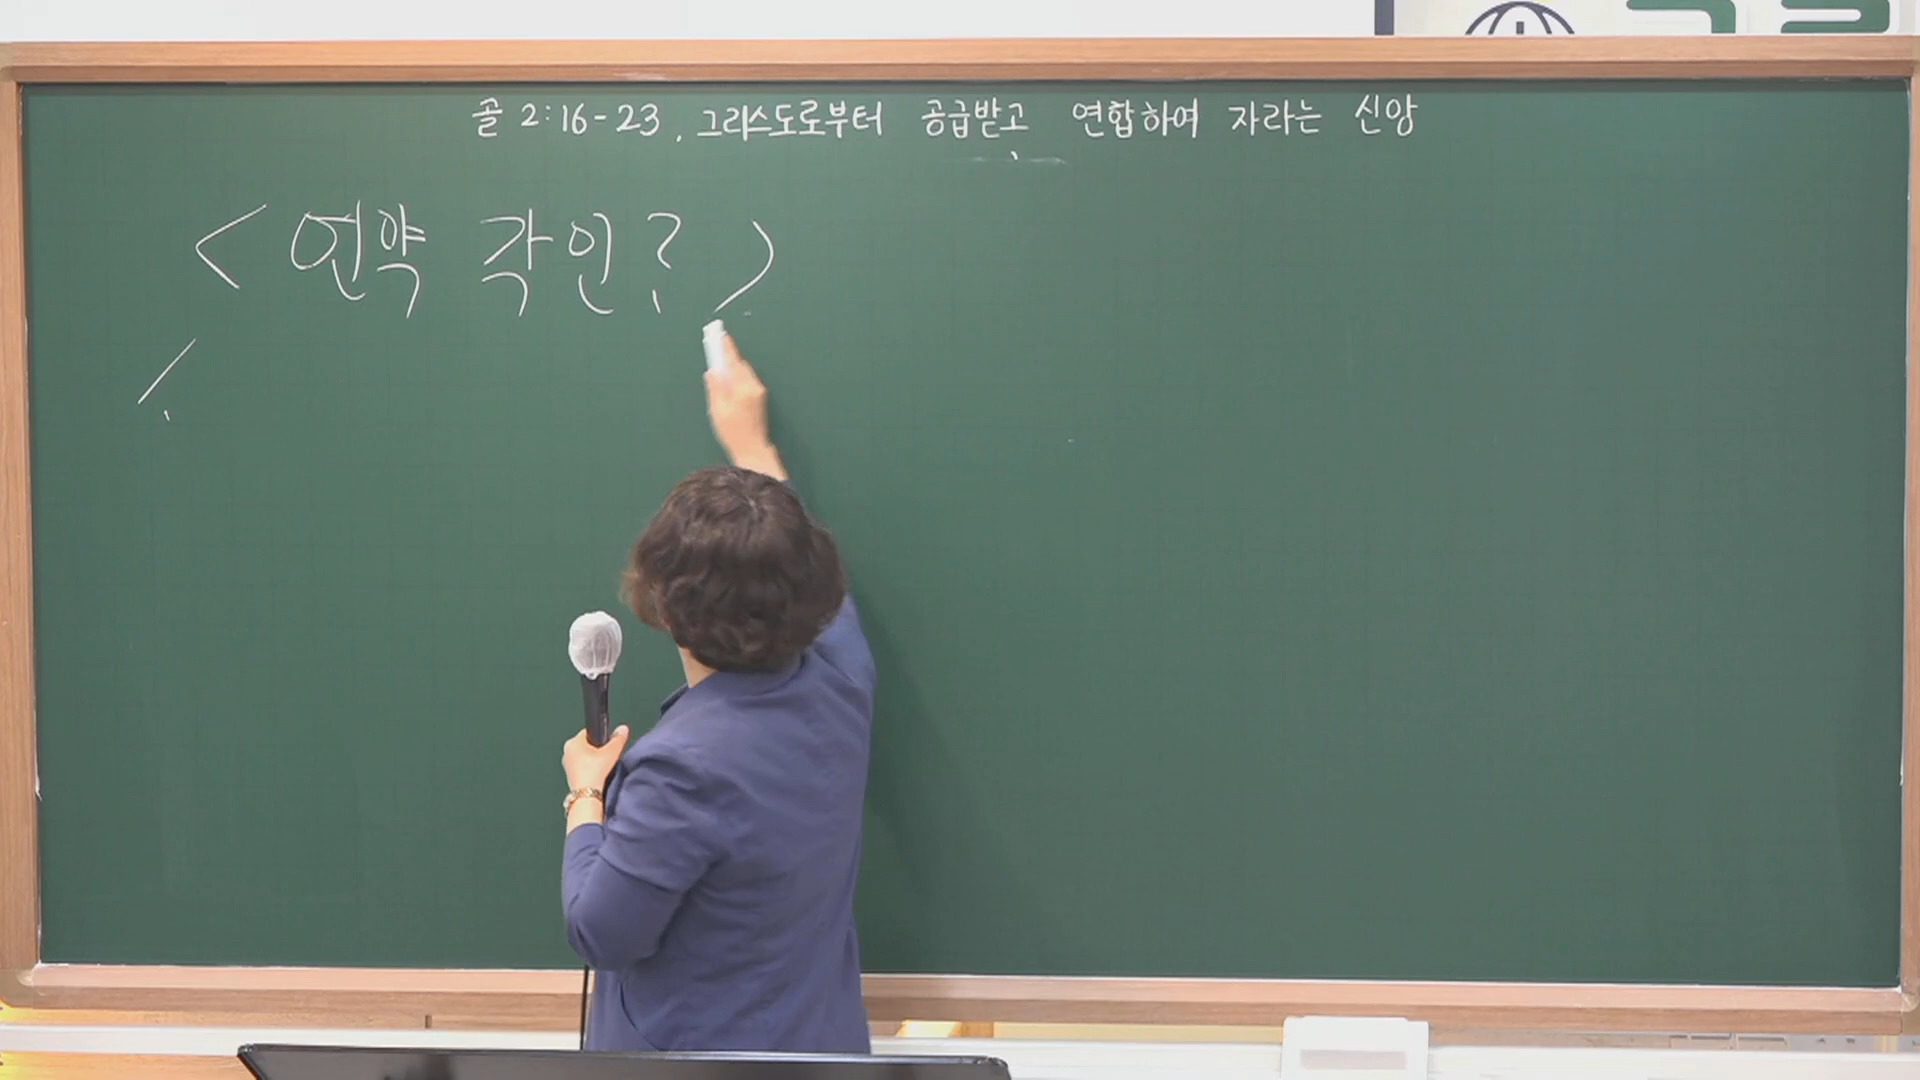 골 2:16-23, 그리스도로부터 공급받고 연합하여 자라는 신앙
<언약 각인?>